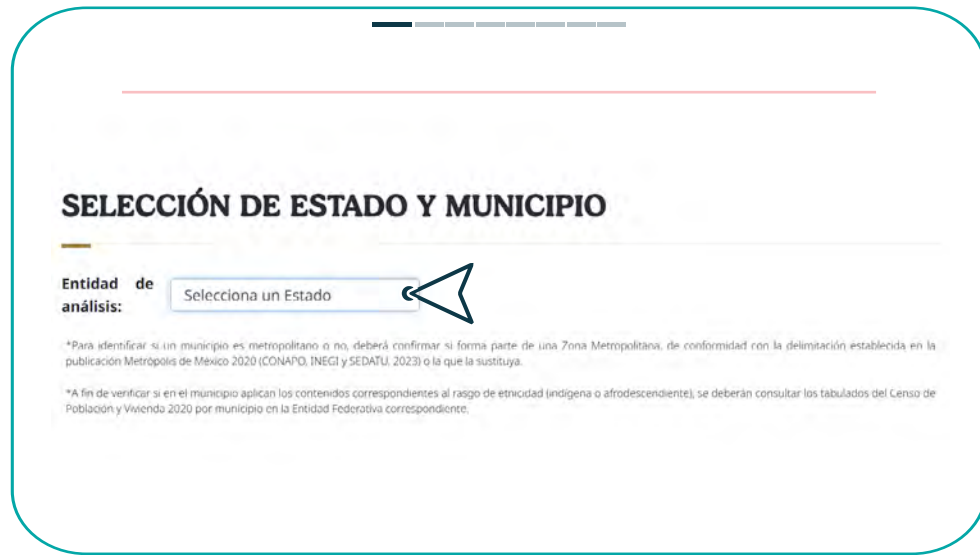 SELECCIÓN DE ESTADO Y MUNICIPIO
Entidad de
análisis:
Selecciona un Estado
*Para identificar si un municipio es metropolitano o no, deberá confirmar si forma parte de una Zona Metropolitana, de conformidad con la delimitación establecida en la
publicación Metrópolis de México 2020 (CONAPO, INEGI y SEDATU, 2023) o la que la sustituya.
*A fin de verificar si en el municipio aplican los contenidos correspondientes al rasgo de etnicidad (indígena o afrodescendiente), se deberán consultar los tabulados del Censo de
Población y Vivienda 2020 por municipio en la Entidad Federativa correspondiente.